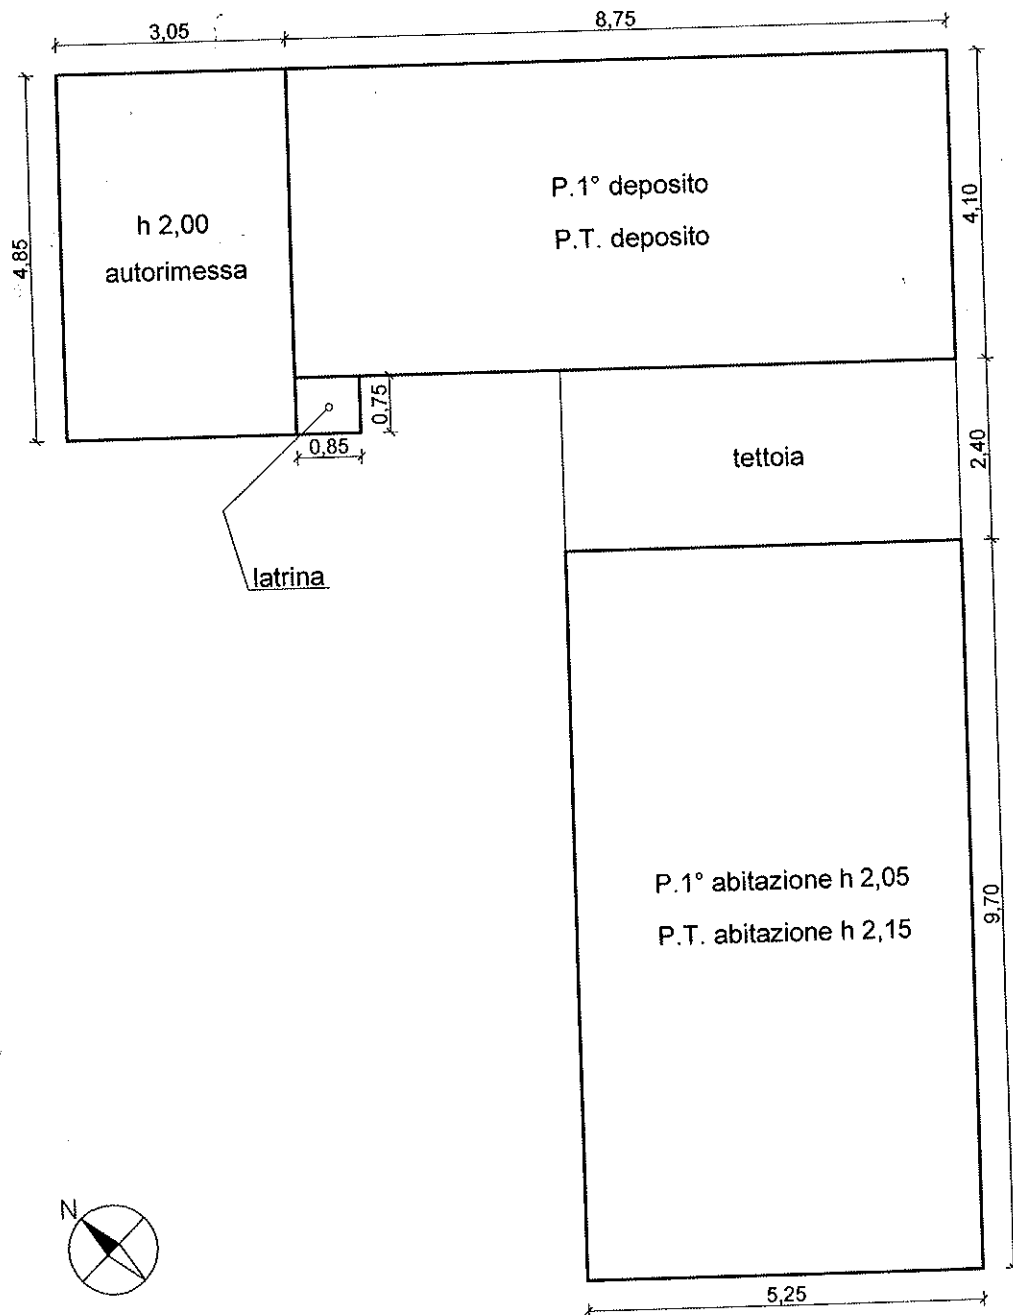 3,05
8,75
P.1° deposito
P.T. deposito
4,10
h 2,00
autorimessa
4,85
0,75
0,85
tettoia
2,40
latrina
P.1° abitazione h 2,05
P.T. abitazione h 2,15
9,70
N
5,25